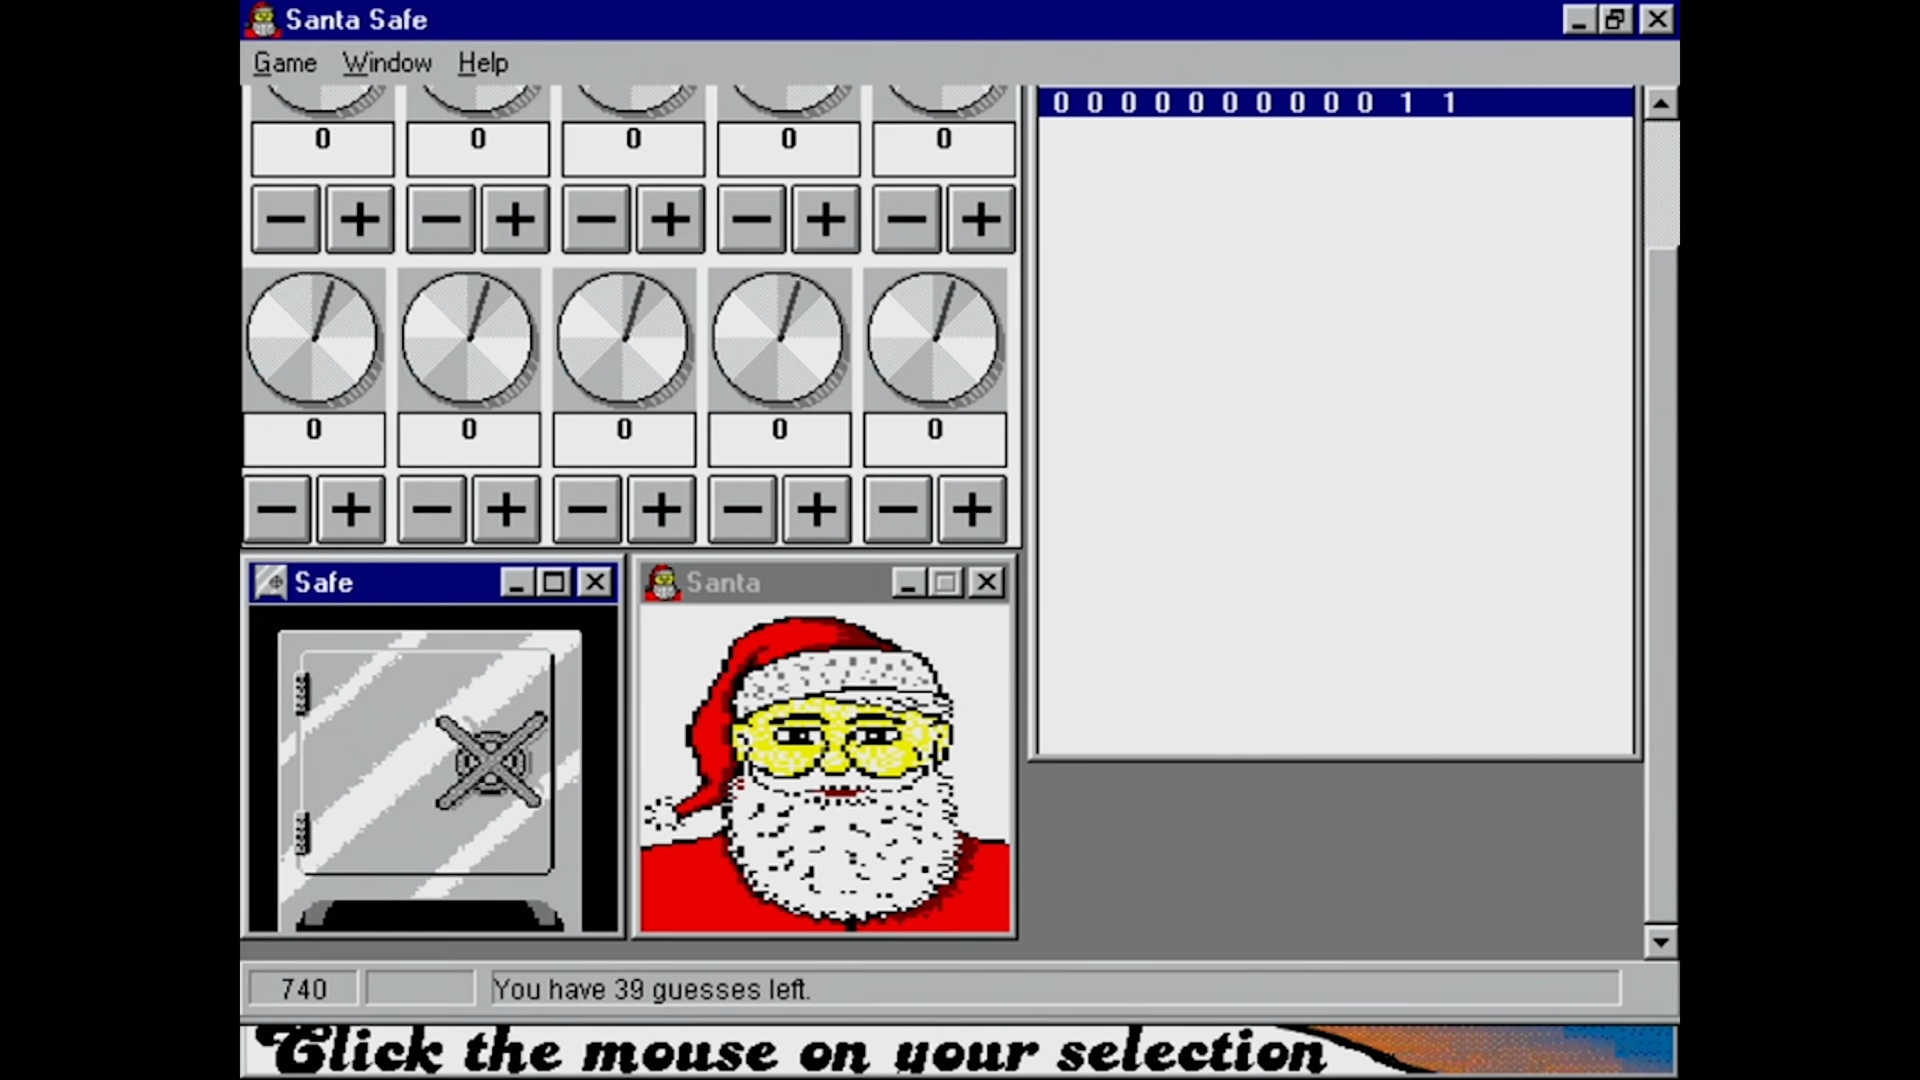 Santa Safe
Game Window Help
0 0 0 0 0 0 0 0 0 0 1 1
0 0 0 0 0
0 0 0 0 0
Safe
Santa
740
You have 39 guesses left.
Click the mouse on your selection